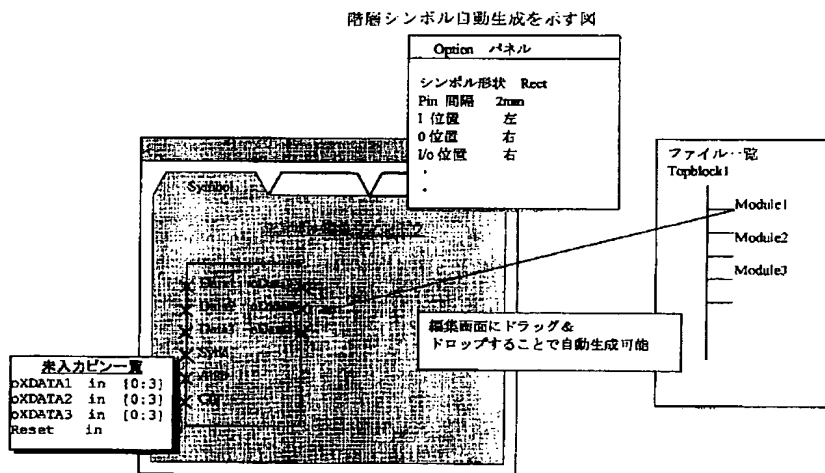 階層シンボル自動生成を示す図
Option パネル
シンボル形状 Rect
Pin 間隔 2mm
I 位置 左
O 位置 右
I/o 位置 右
・
・
ファイル一覧
Topblock1
Module1
Module2
Module3
Symbol
編集画面にドラッグ&
ドロップすることで自動生成可能
未入力ピン一覧
oXDATA1 in [0:3]
oXDATA2 in [0:3]
oXDATA3 in [0:3]
Reset in